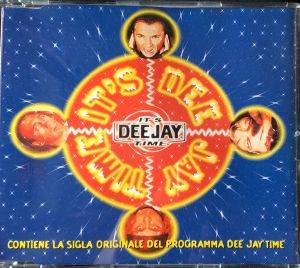 IT'S DEE JAY TIME
IT'S
DEEJAY
TIME
CONTIENE LA SIGLA ORIGINALE DEL PROGRAMMA DEE JAY TIME